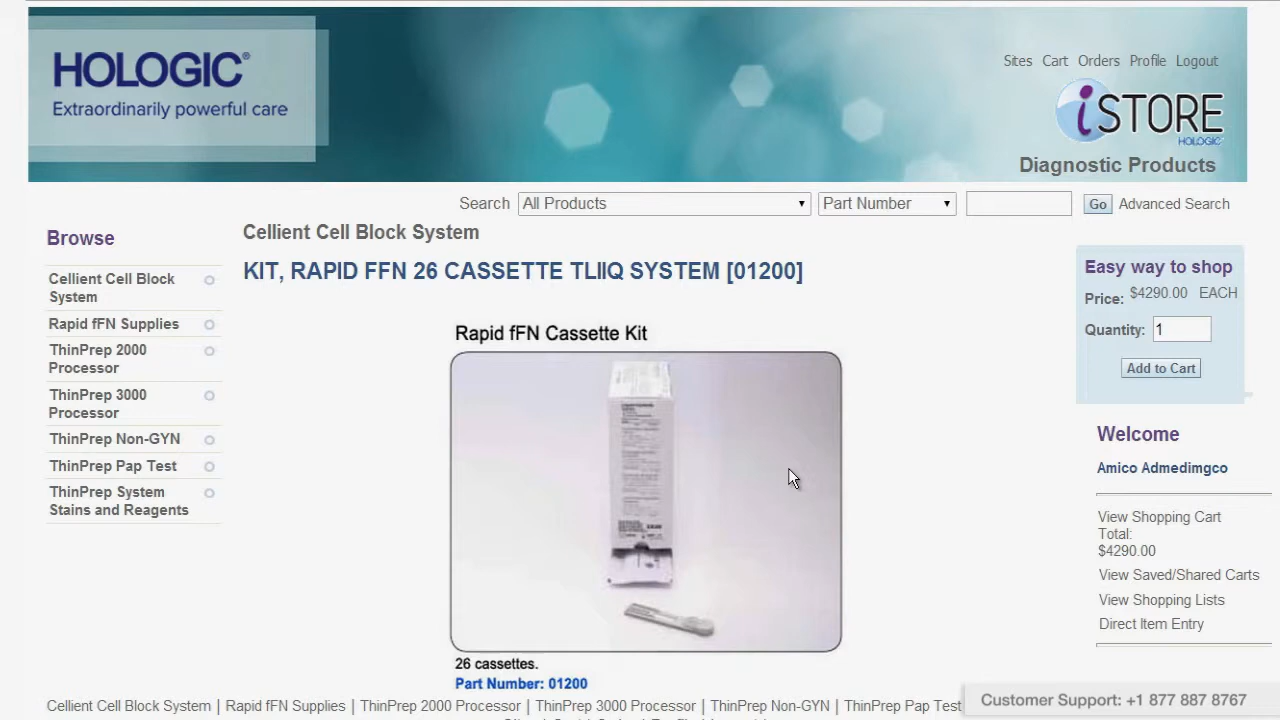 HOLOGIC®
Extraordinarily powerful care
Sites Cart Orders Profile Logout
iSTORE
HOLOGIC
Diagnostic Products
Search All Products Part Number Go Advanced Search
Browse
Cellient Cell Block
System
Rapid fFN Supplies
ThinPrep 2000
Processor
ThinPrep 3000
Processor
ThinPrep Non-GYN
ThinPrep Pap Test
ThinPrep System
Stains and Reagents
Cellient Cell Block System
KIT, RAPID FFN 26 CASSETTE TLIIQ SYSTEM [01200]
Rapid fFN Cassette Kit
26 cassettes.
Part Number: 01200
Easy way to shop
Price: $4290.00 EACH
Quantity: 1
Add to Cart
Welcome
Amico Admedimgco
View Shopping Cart
Total:
$4290.00
View Saved/Shared Carts
View Shopping Lists
Direct Item Entry
Cellient Cell Block System | Rapid fFN Supplies | ThinPrep 2000 Processor | ThinPrep 3000 Processor | ThinPrep Non-GYN | ThinPrep Pap Test
Customer Support: +1 877 887 8767